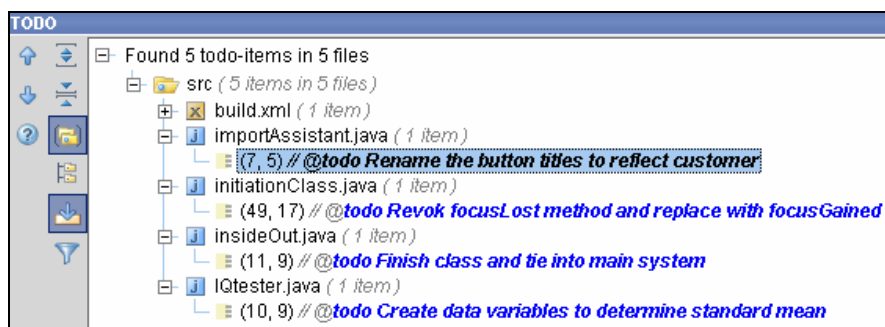 TODO
Found 5 todo-items in 5 files
src ( 5 items in 5 files )
build.xml ( 1 item )
importAssistant.java ( 1 item )
(7, 5) // @todo Rename the button titles to reflect customer
initiationClass.java ( 1 item )
(49, 17) // @todo Revok focusLost method and replace with focusGained
insideOut.java ( 1 item )
(11, 9) // @todo Finish class and tie into main system
IQtester.java ( 1 item )
(10, 9) // @todo Create data variables to determine standard mean